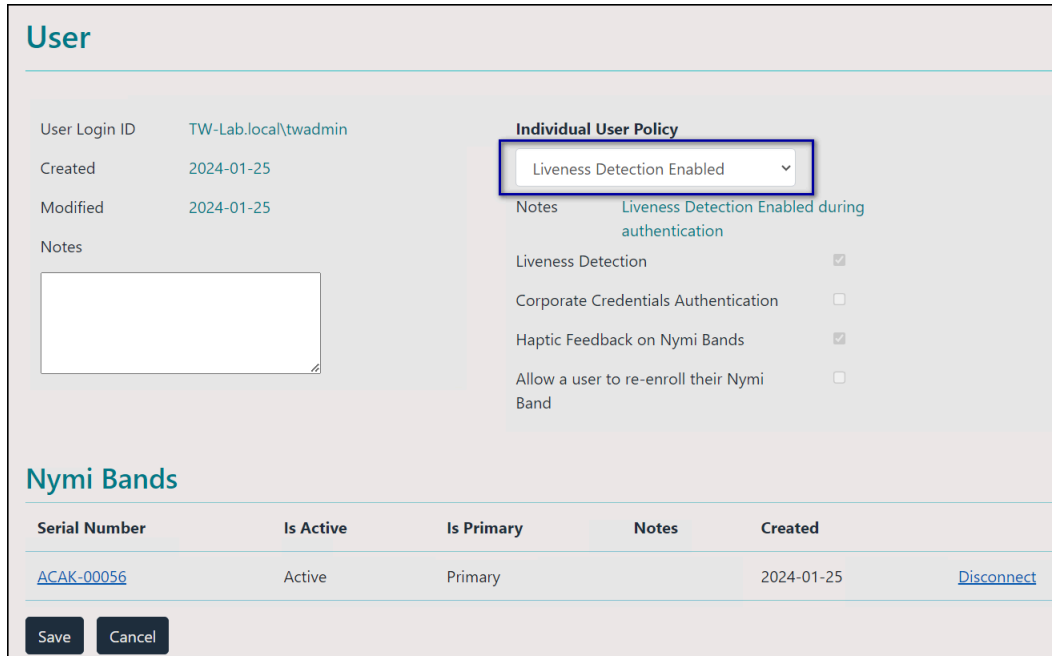 User
User Login ID TW-Lab.local\twadmin
Created 2024-01-25
Modified 2024-01-25
Notes
Individual User Policy
Liveness Detection Enabled
Notes Liveness Detection Enabled during
authentication
Liveness Detection
Corporate Credentials Authentication
Haptic Feedback on Nymi Bands
Allow a user to re-enroll their Nymi
Band
Nymi Bands
Serial Number Is Active Is Primary Notes Created
ACAK-00056 Active Primary 2024-01-25 Disconnect
Save Cancel